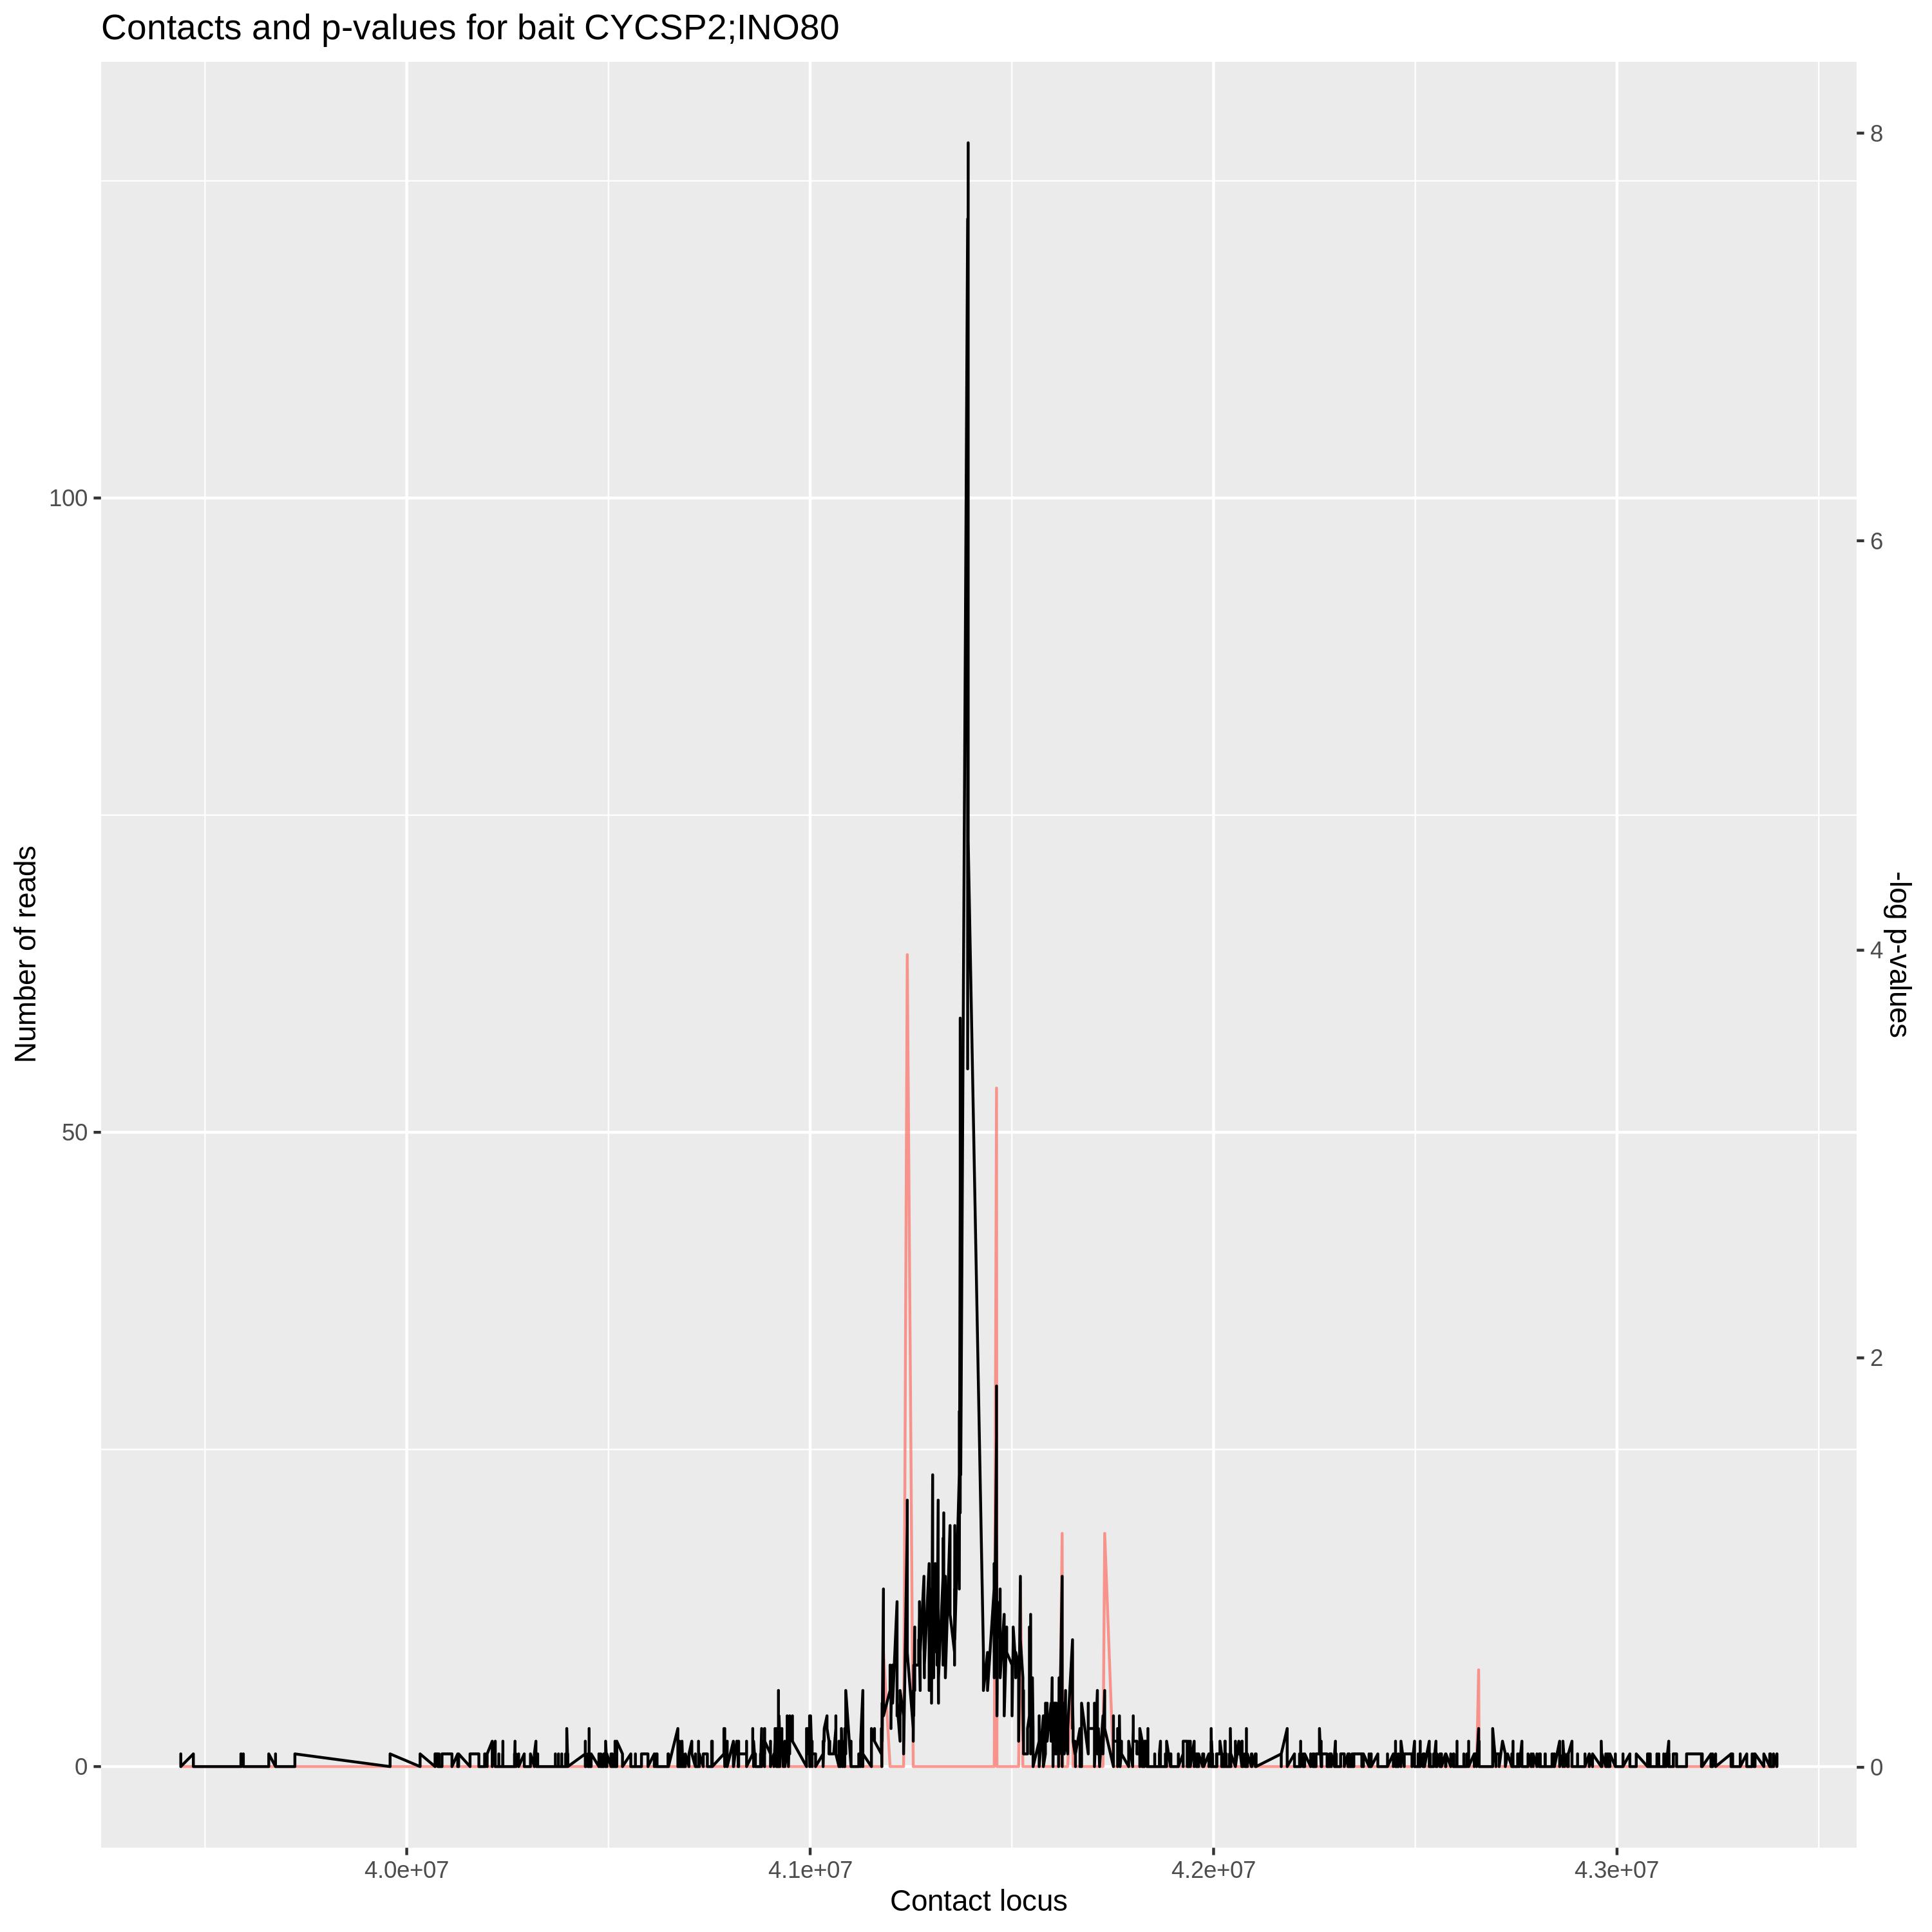 Contacts and p-values for bait CYCSP2;INO80
Number of reads
100
50
0
8
6
4
2
0
-log p-values
4.0e+07
4.1e+07
4.2e+07
4.3e+07
Contact locus